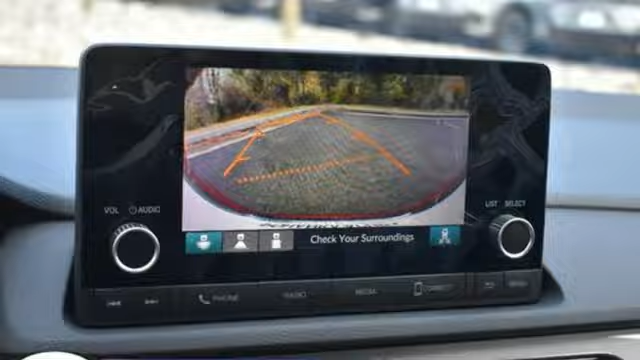 VOL AUDIO
LIST SELECT
Check Your Surroundings
PHONE
RADIO
MEDIA